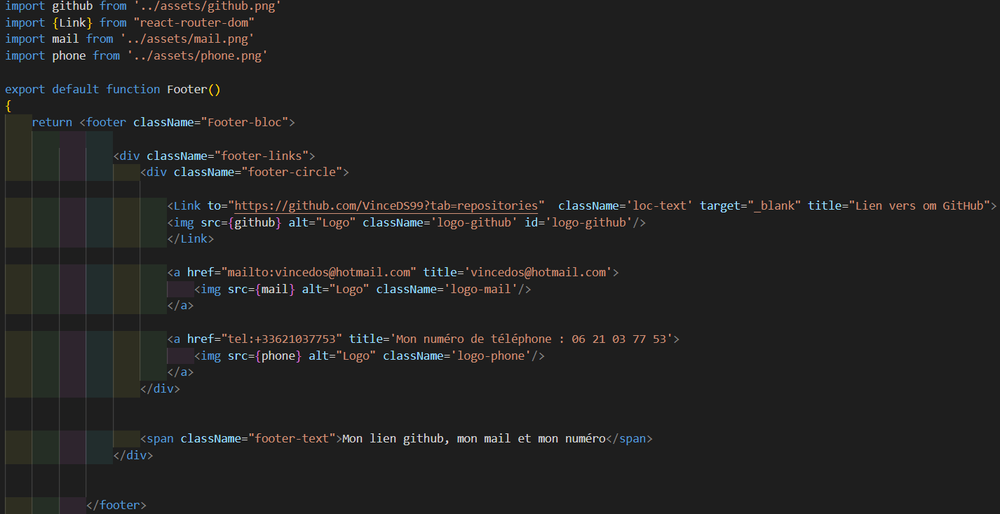 import github from '../assets/github.png'
import {Link} from "react-router-dom"
import mail from '../assets/mail.png'
import phone from '../assets/phone.png'
export default function Footer()
{
return <footer className="Footer-bloc">
<div className="footer-links">
<div className="footer-circle">
<Link to="https://github.com/VinceDS99?tab=repositories"  className='loc-text' target="_blank" title="Lien vers om GitHub">
<img src={github} alt="Logo" className='logo-github' id='logo-github'/>
</Link>
<a href="mailto:vincedos@hotmail.com" title='vincedos@hotmail.com'>
<img src={mail} alt="Logo" className='logo-mail'/>
</a>
<a href="tel:+33621037753" title='Mon numéro de téléphone : 06 21 03 77 53'>
<img src={phone} alt="Logo" className='logo-phone'/>
</a>
</div>
<span className="footer-text">Mon lien github, mon mail et mon numéro</span>
</div>
</footer>